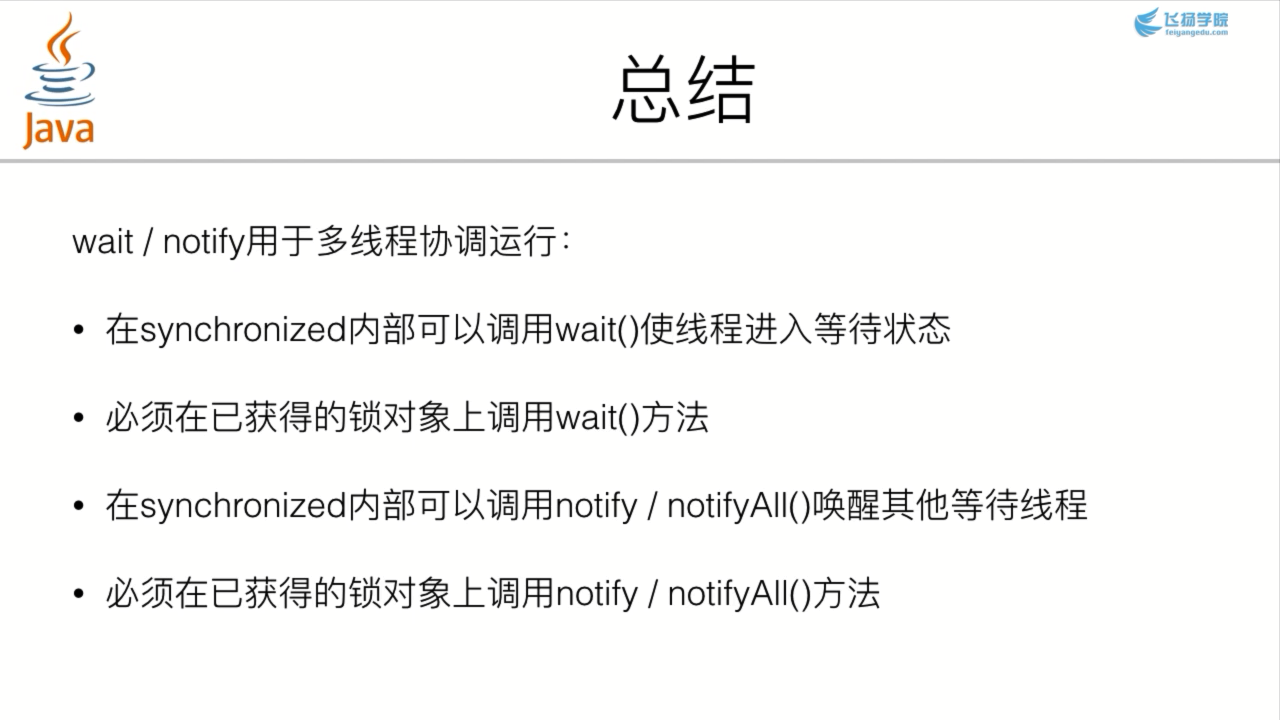 Java
飞扬学院
feiyangedu.com
总结
wait / notify用于多线程协调运行：
• 在synchronized内部可以调用wait()使线程进入等待状态
• 必须在已获得的锁对象上调用wait()方法
• 在synchronized内部可以调用notify / notifyAll()唤醒其他等待线程
• 必须在已获得的锁对象上调用notify / notifyAll()方法